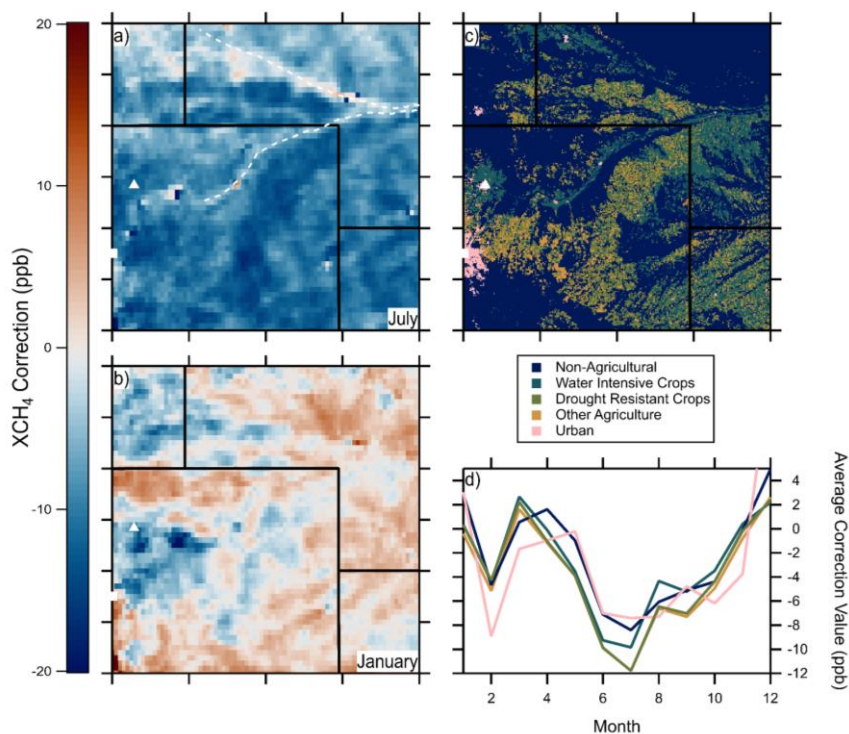 20
10
0
-10
-20
XCH4 Correction (ppb)
a)
July
b)
January
c)
Non-Agricultural
Water Intensive Crops
Drought Resistant Crops
Other Agriculture
Urban
d)
4
2
0
-2
-4
-6
-8
-10
-12
Average Correction Value (ppb)
2 4 6 8 10 12
Month